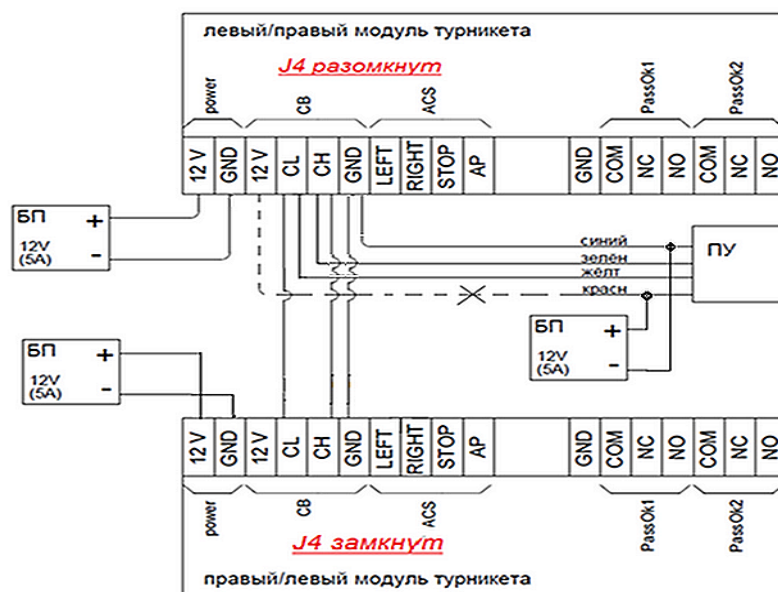 левый/правый модуль турникета
J4 разомкнут
power
CB
ACS
PassOk1
PassOk2
12 V
GND
12 V
CL
CH
GND
LEFT
RIGHT
STOP
AP
GND
COM
NC
NO
COM
NC
NO
БП
+
12V
-
(5A)
синий
зелён
жёлт
красн
ПУ
БП
+
12V
-
(5A)
БП
+
12V
-
(5A)
12 V
GND
12 V
CL
CH
GND
LEFT
RIGHT
STOP
AP
GND
COM
NC
NO
COM
NC
NO
power
CB
ACS
PassOk1
PassOk2
J4 замкнут
правый/левый модуль турникета